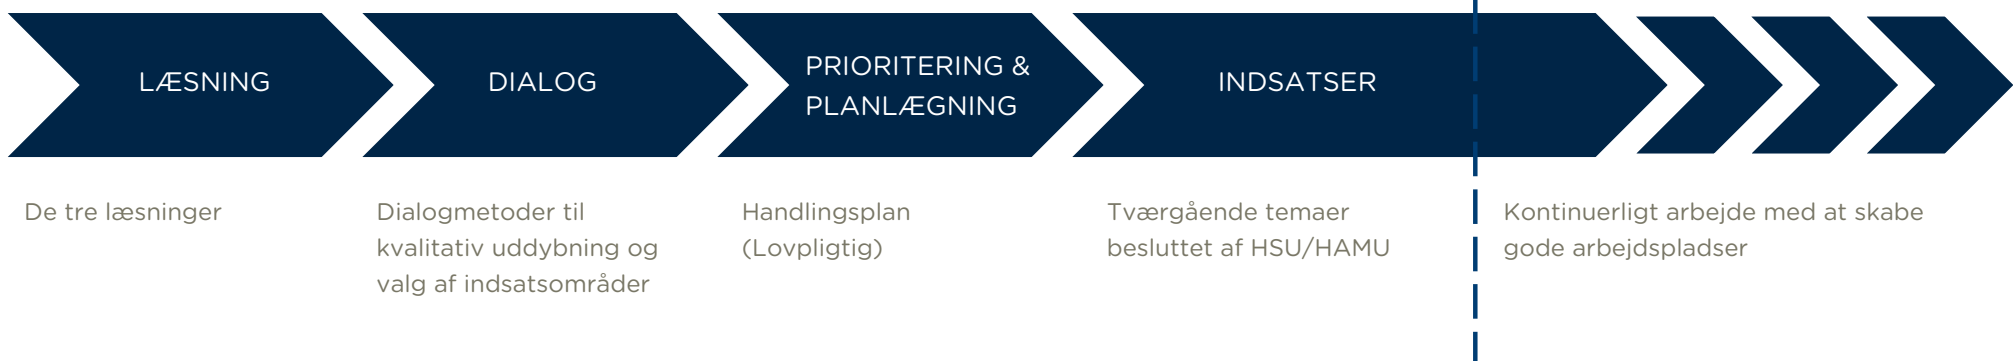 LÆSNING
DIALOG
PRIORITERING &
PLANLÆGNING
INDSATSER
De tre læsninger
Dialogmetoder til
kvalitativ uddybning og
valg af indsatsområder
Handlingsplan
(Lovpligtig)
Tværgående temaer
besluttet af HSU/HAMU
Kontinuerligt arbejde med at skabe
gode arbejdspladser